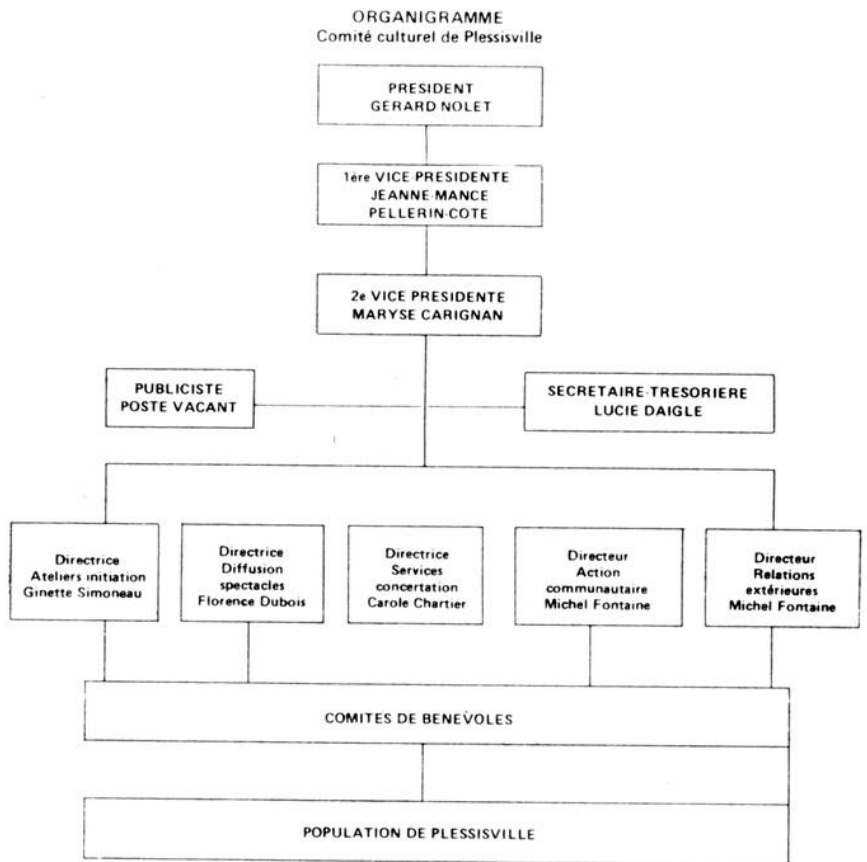 ORGANIGRAMME
Comité culturel de Plessisville
PRESIDENT
GERARD NOLET
1ère VICE-PRESIDENTE
JEANNE-MANCE
PELLERIN-COTE
2e VICE PRESIDENTE
MARYSE CARIGNAN
PUBLICISTE
POSTE VACANT
SECRETAIRE-TRESORIERE
LUCIE DAIGLE
Directrice
Ateliers initiation
Ginette Simoneau
Directrice
Diffusion
spectacles
Florence Dubois
Directrice
Services
concertation
Carole Chartier
Directeur
Action
communautaire
Michel Fontaine
Directeur
Relations
extérieures
Michel Fontaine
COMITES DE BENEVOLES
POPULATION DE PLESSISVILLE